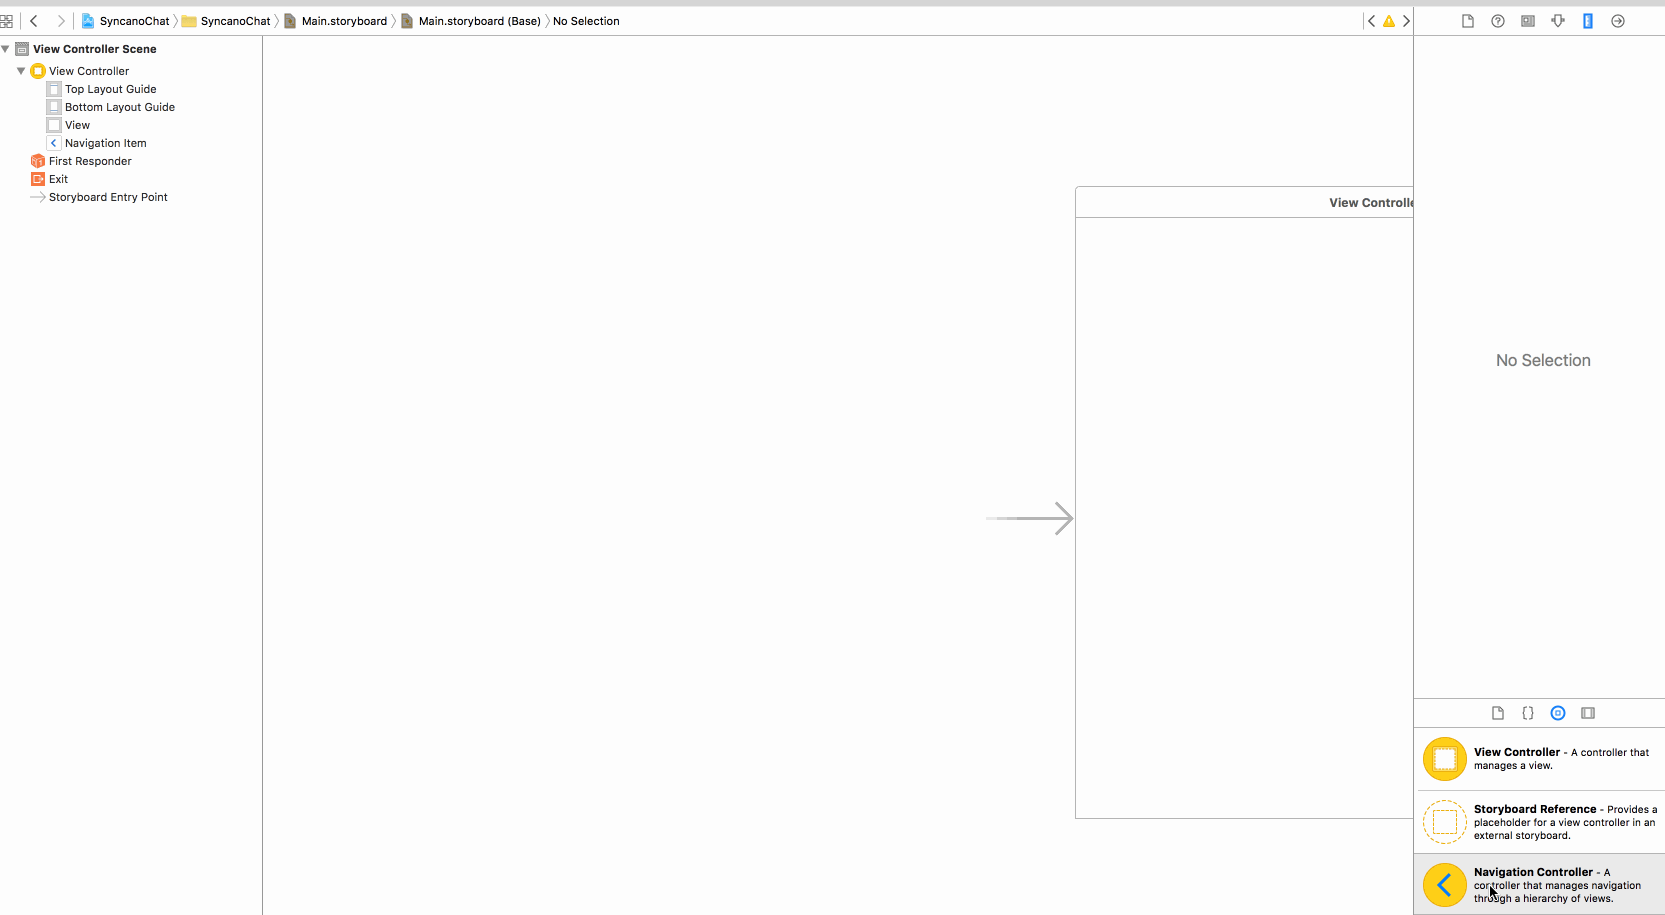 SyncanoChat SyncanoChat Main.storyboard Main.storyboard (Base) No Selection
View Controller Scene
View Controller
Top Layout Guide
Bottom Layout Guide
View
Navigation Item
First Responder
Exit
Storyboard Entry Point
View Controlle
No Selection
View Controller - A controller that
manages a view.
Storyboard Reference - Provides a
placeholder for a view controller in an
external storyboard.
Navigation Controller - A
controller that manages navigation
through a hierarchy of views.